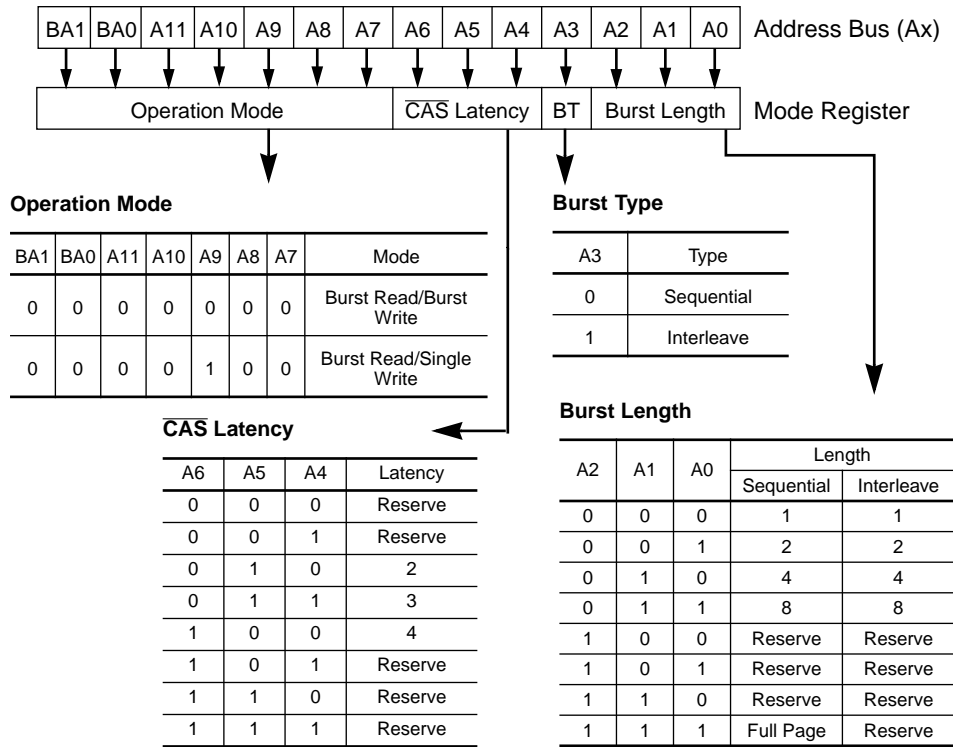 BA1 BA0 A11 A10 A9 A8 A7 A6 A5 A4 A3 A2 A1 A0 Address Bus (Ax)
Operation Mode C̅A̅S̅ Latency BT Burst Length Mode Register
Operation Mode
BA1 BA0 A11 A10 A9 A8 A7 Mode
0 0 0 0 0 0 0 Burst Read/Burst
Write
0 0 0 0 1 0 0 Burst Read/Single
Write
Burst Type
A3 Type
0 Sequential
1 Interleave
C̅A̅S̅ Latency
A6 A5 A4 Latency
0 0 0 Reserve
0 0 1 Reserve
0 1 0 2
0 1 1 3
1 0 0 4
1 0 1 Reserve
1 1 0 Reserve
1 1 1 Reserve
Burst Length
A2 A1 A0 Length
Sequential Interleave
0 0 0 1 1
0 0 1 2 2
0 1 0 4 4
0 1 1 8 8
1 0 0 Reserve Reserve
1 0 1 Reserve Reserve
1 1 0 Reserve Reserve
1 1 1 Full Page Reserve